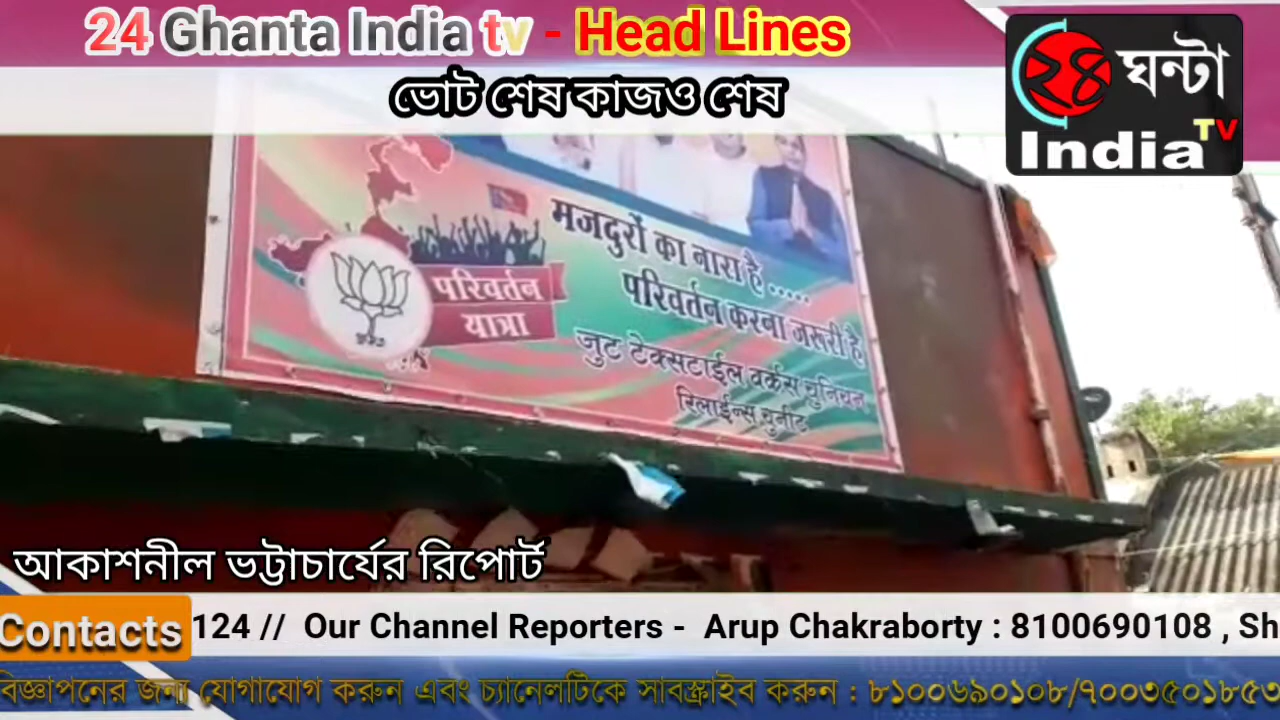 24 Ghanta India tv - Head Lines
২৪ ঘন্টা
India TV
ভোট শেষ কাজও শেষ
मजदुरों का नारा है .....
परिवर्तन करना जरूरी है
परिवर्तन
यात्रा
जुट टेक्सटाईल वर्कस युनियन
रिलाईन्स युनीट
আকাশনীল ভট্টাচার্যের রিপোর্ট
Contacts 124 // Our Channel Reporters - Arup Chakraborty : 8100690108 , Sh
বিজ্ঞাপনের জন্য যোগাযোগ করুন এবং চ্যানেলটিকে সাবস্ক্রাইব করুন : ৮১০০৬৯০১০৮/৭০০৩৫০১৮৫৩